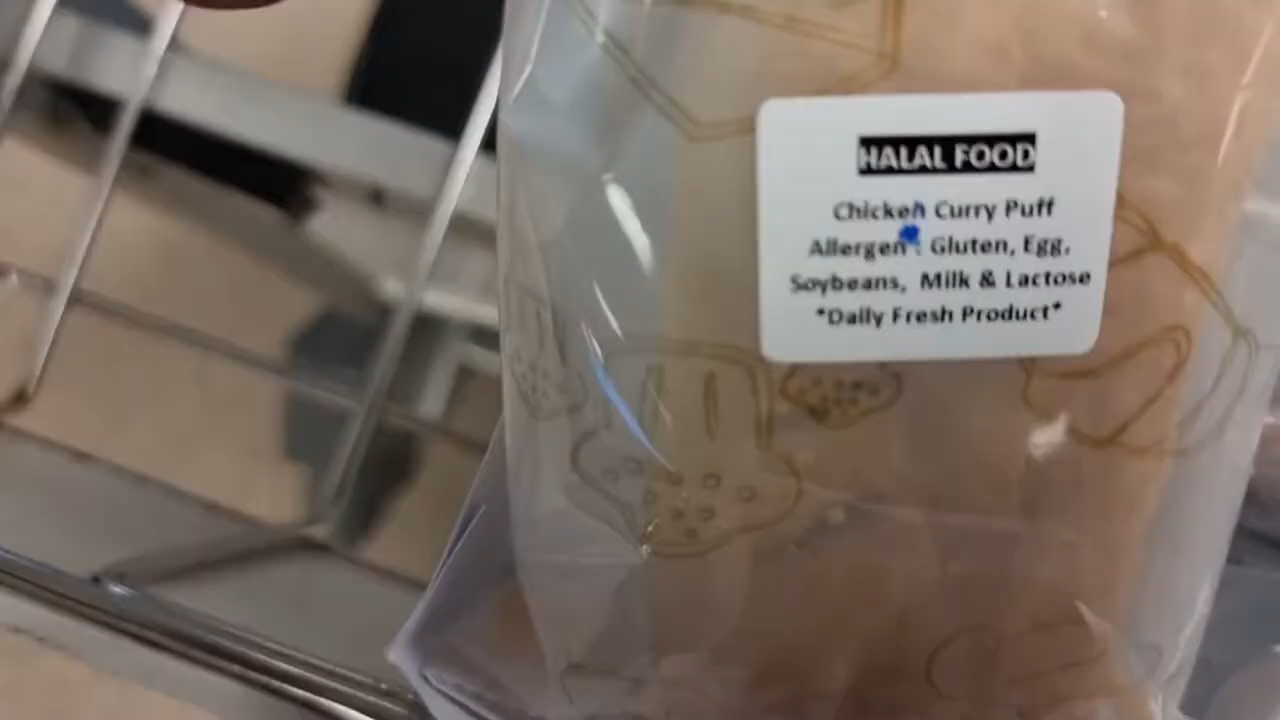 HALAL FOOD
Chicken Curry Puff
Allergen : Gluten, Egg,
Soybeans, Milk & Lactose
*Daily Fresh Product*